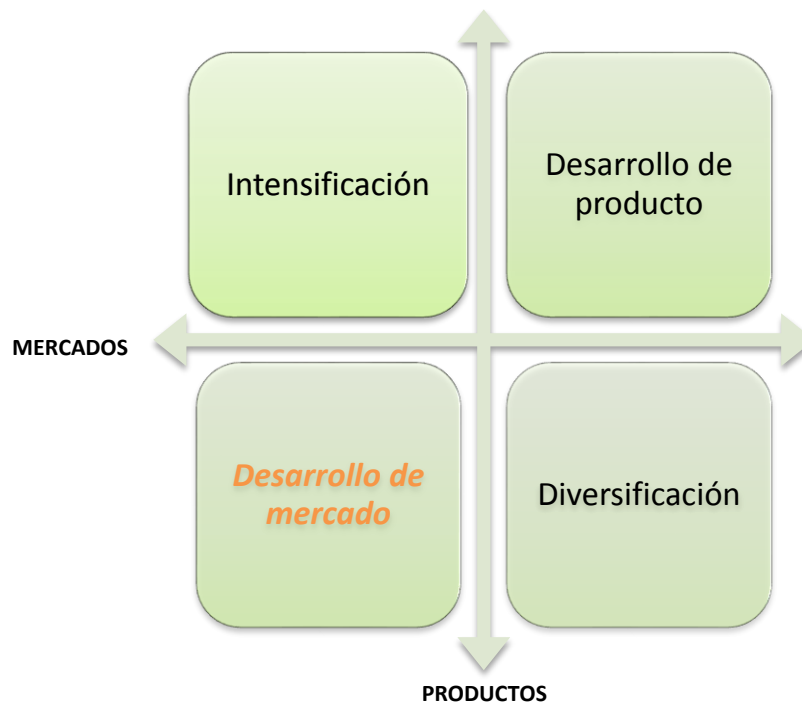 Intensificación
Desarrollo de
producto
MERCADOS
Desarrollo de
mercado
Diversificación
PRODUCTOS